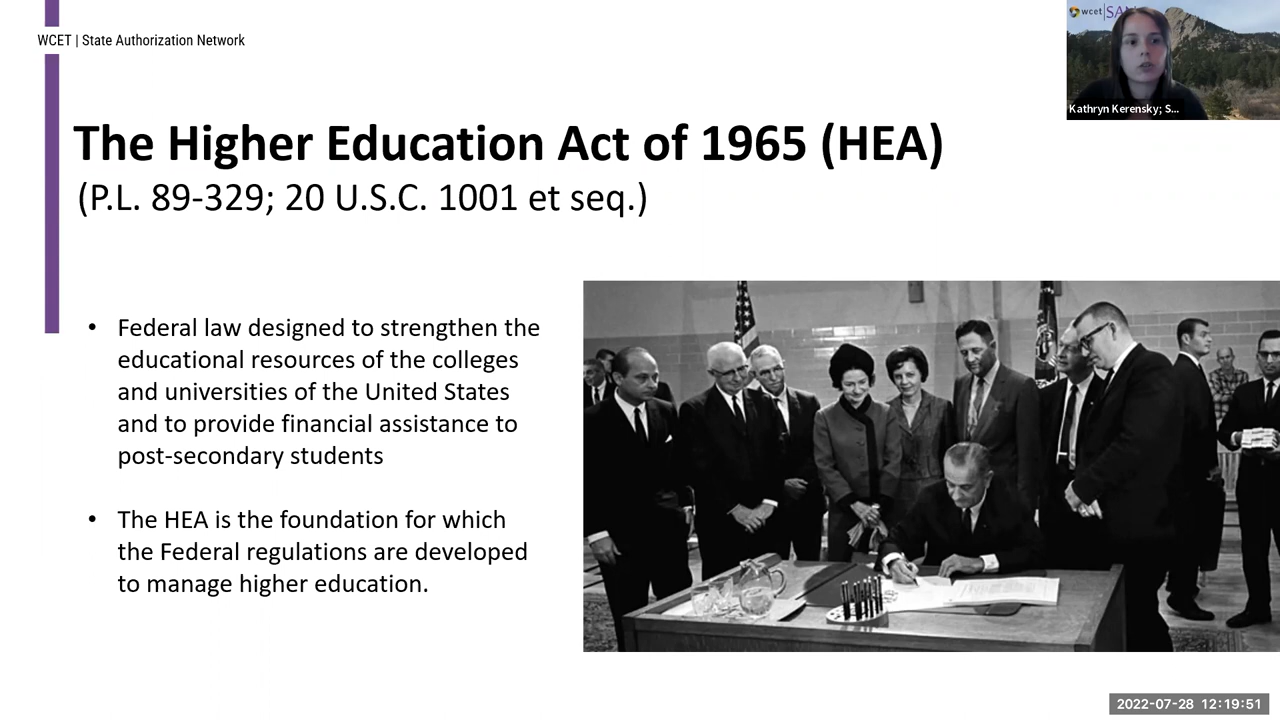 WCET | State Authorization Network
wcet SAN
Kathryn Kerensky; S...
The Higher Education Act of 1965 (HEA)
(P.L. 89-329; 20 U.S.C. 1001 et seq.)
• Federal law designed to strengthen the
educational resources of the colleges
and universities of the United States
and to provide financial assistance to
post-secondary students
• The HEA is the foundation for which
the Federal regulations are developed
to manage higher education.
2022-07-28 12:19:51